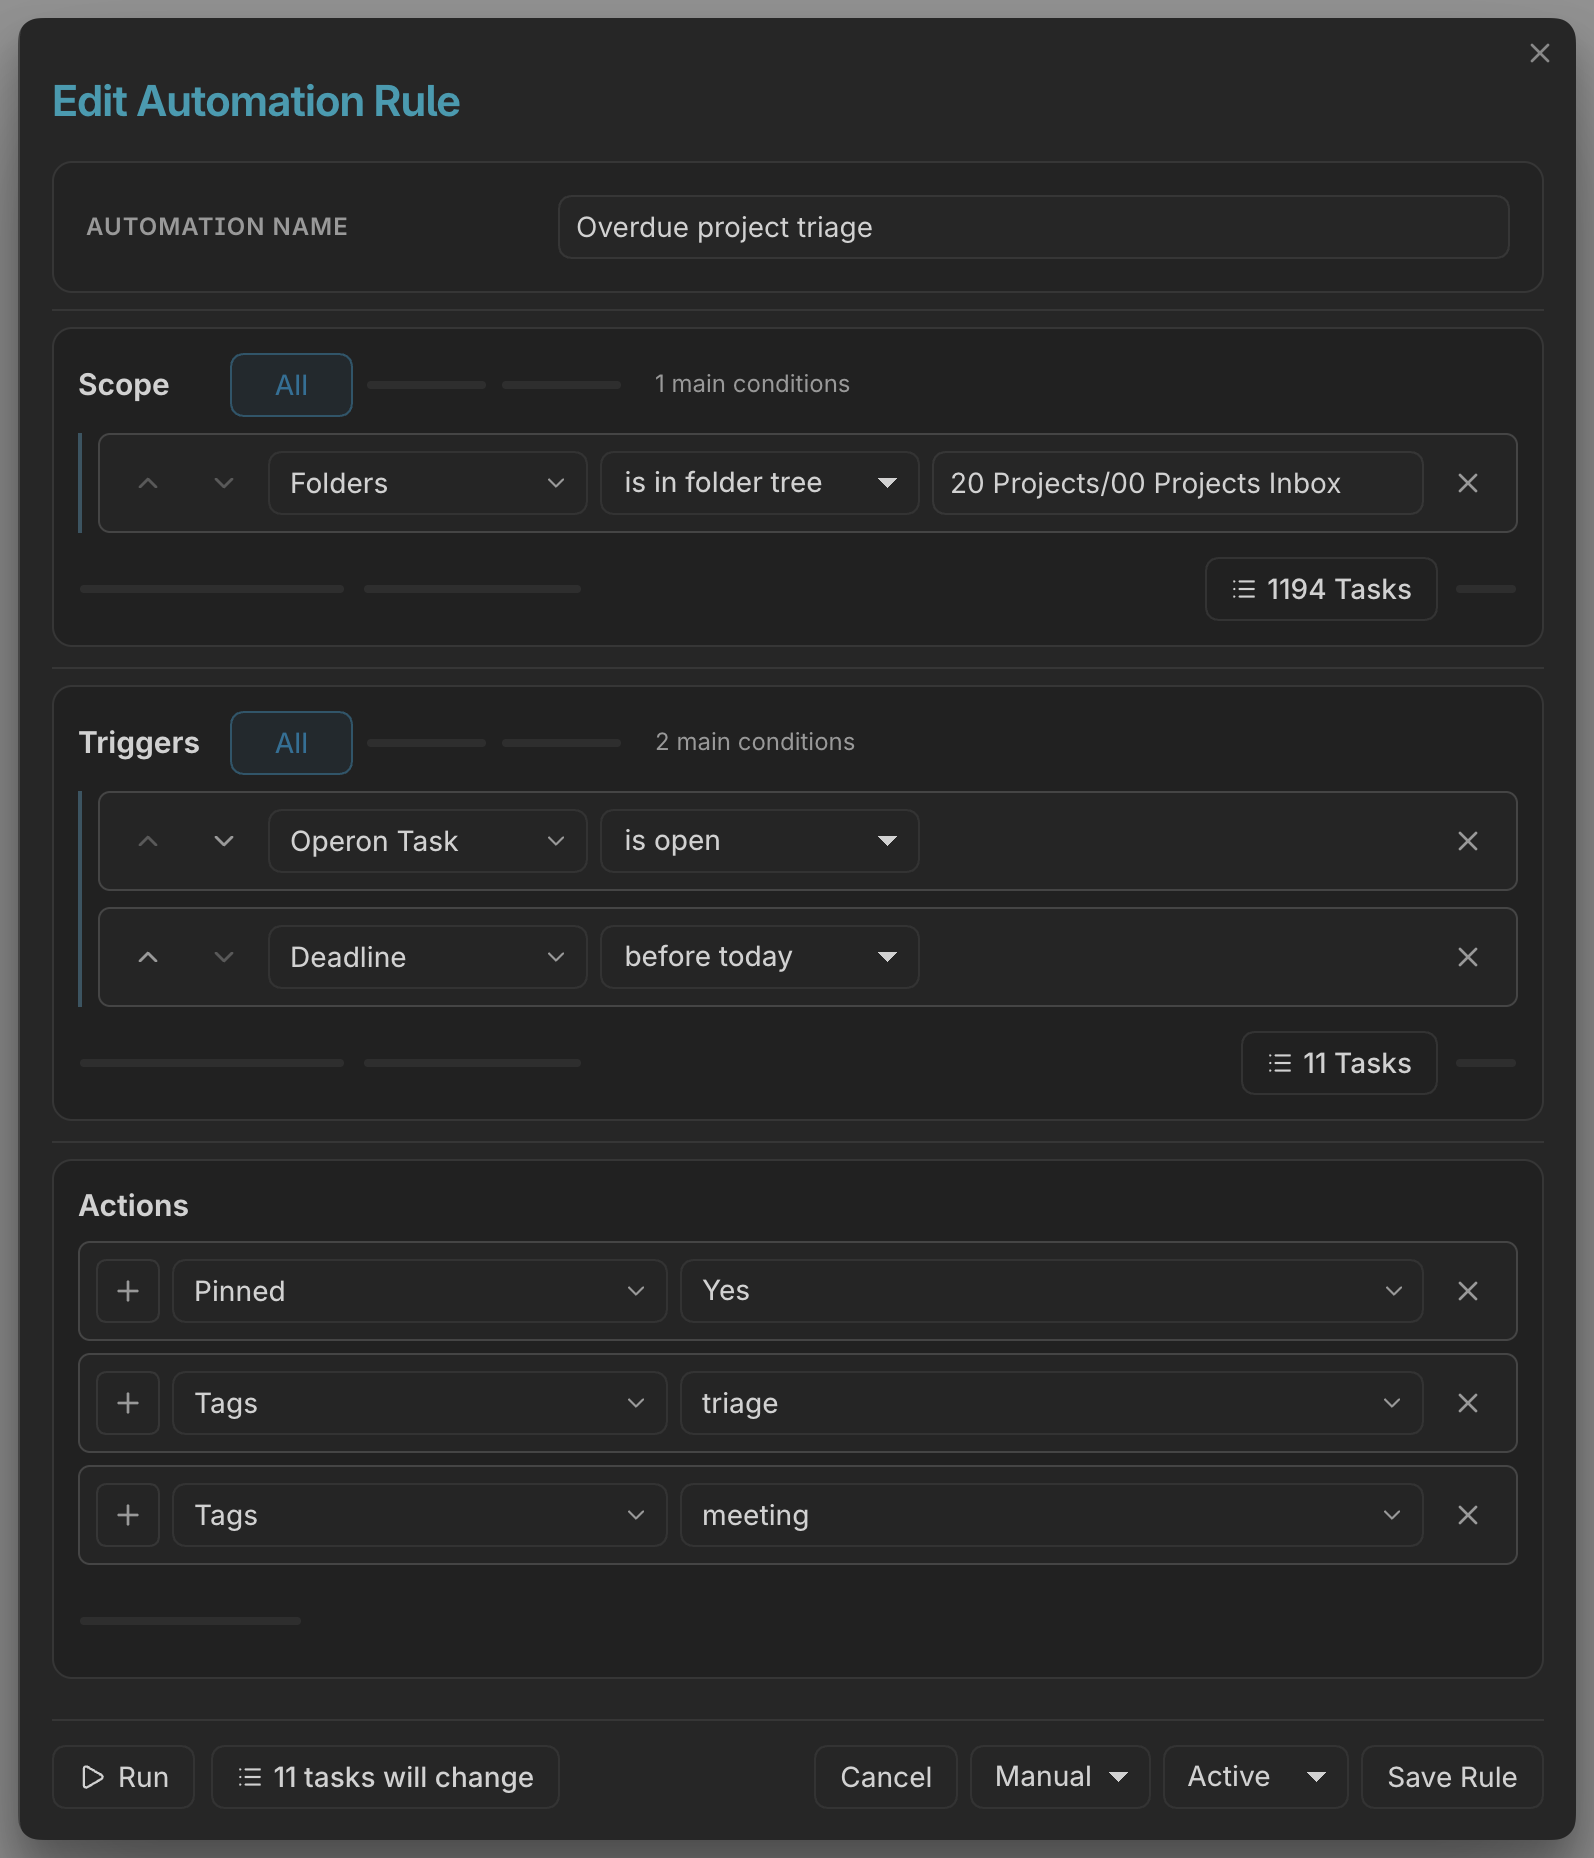 Edit Automation Rule
AUTOMATION NAME
Overdue project triage
Scope
All
1 main conditions
Folders
is in folder tree
20 Projects/00 Projects Inbox
1194 Tasks
Triggers
All
2 main conditions
Operon Task
is open
Deadline
before today
11 Tasks
Actions
Pinned
Yes
Tags
triage
Tags
meeting
Run
11 tasks will change
Cancel
Manual
Active
Save Rule